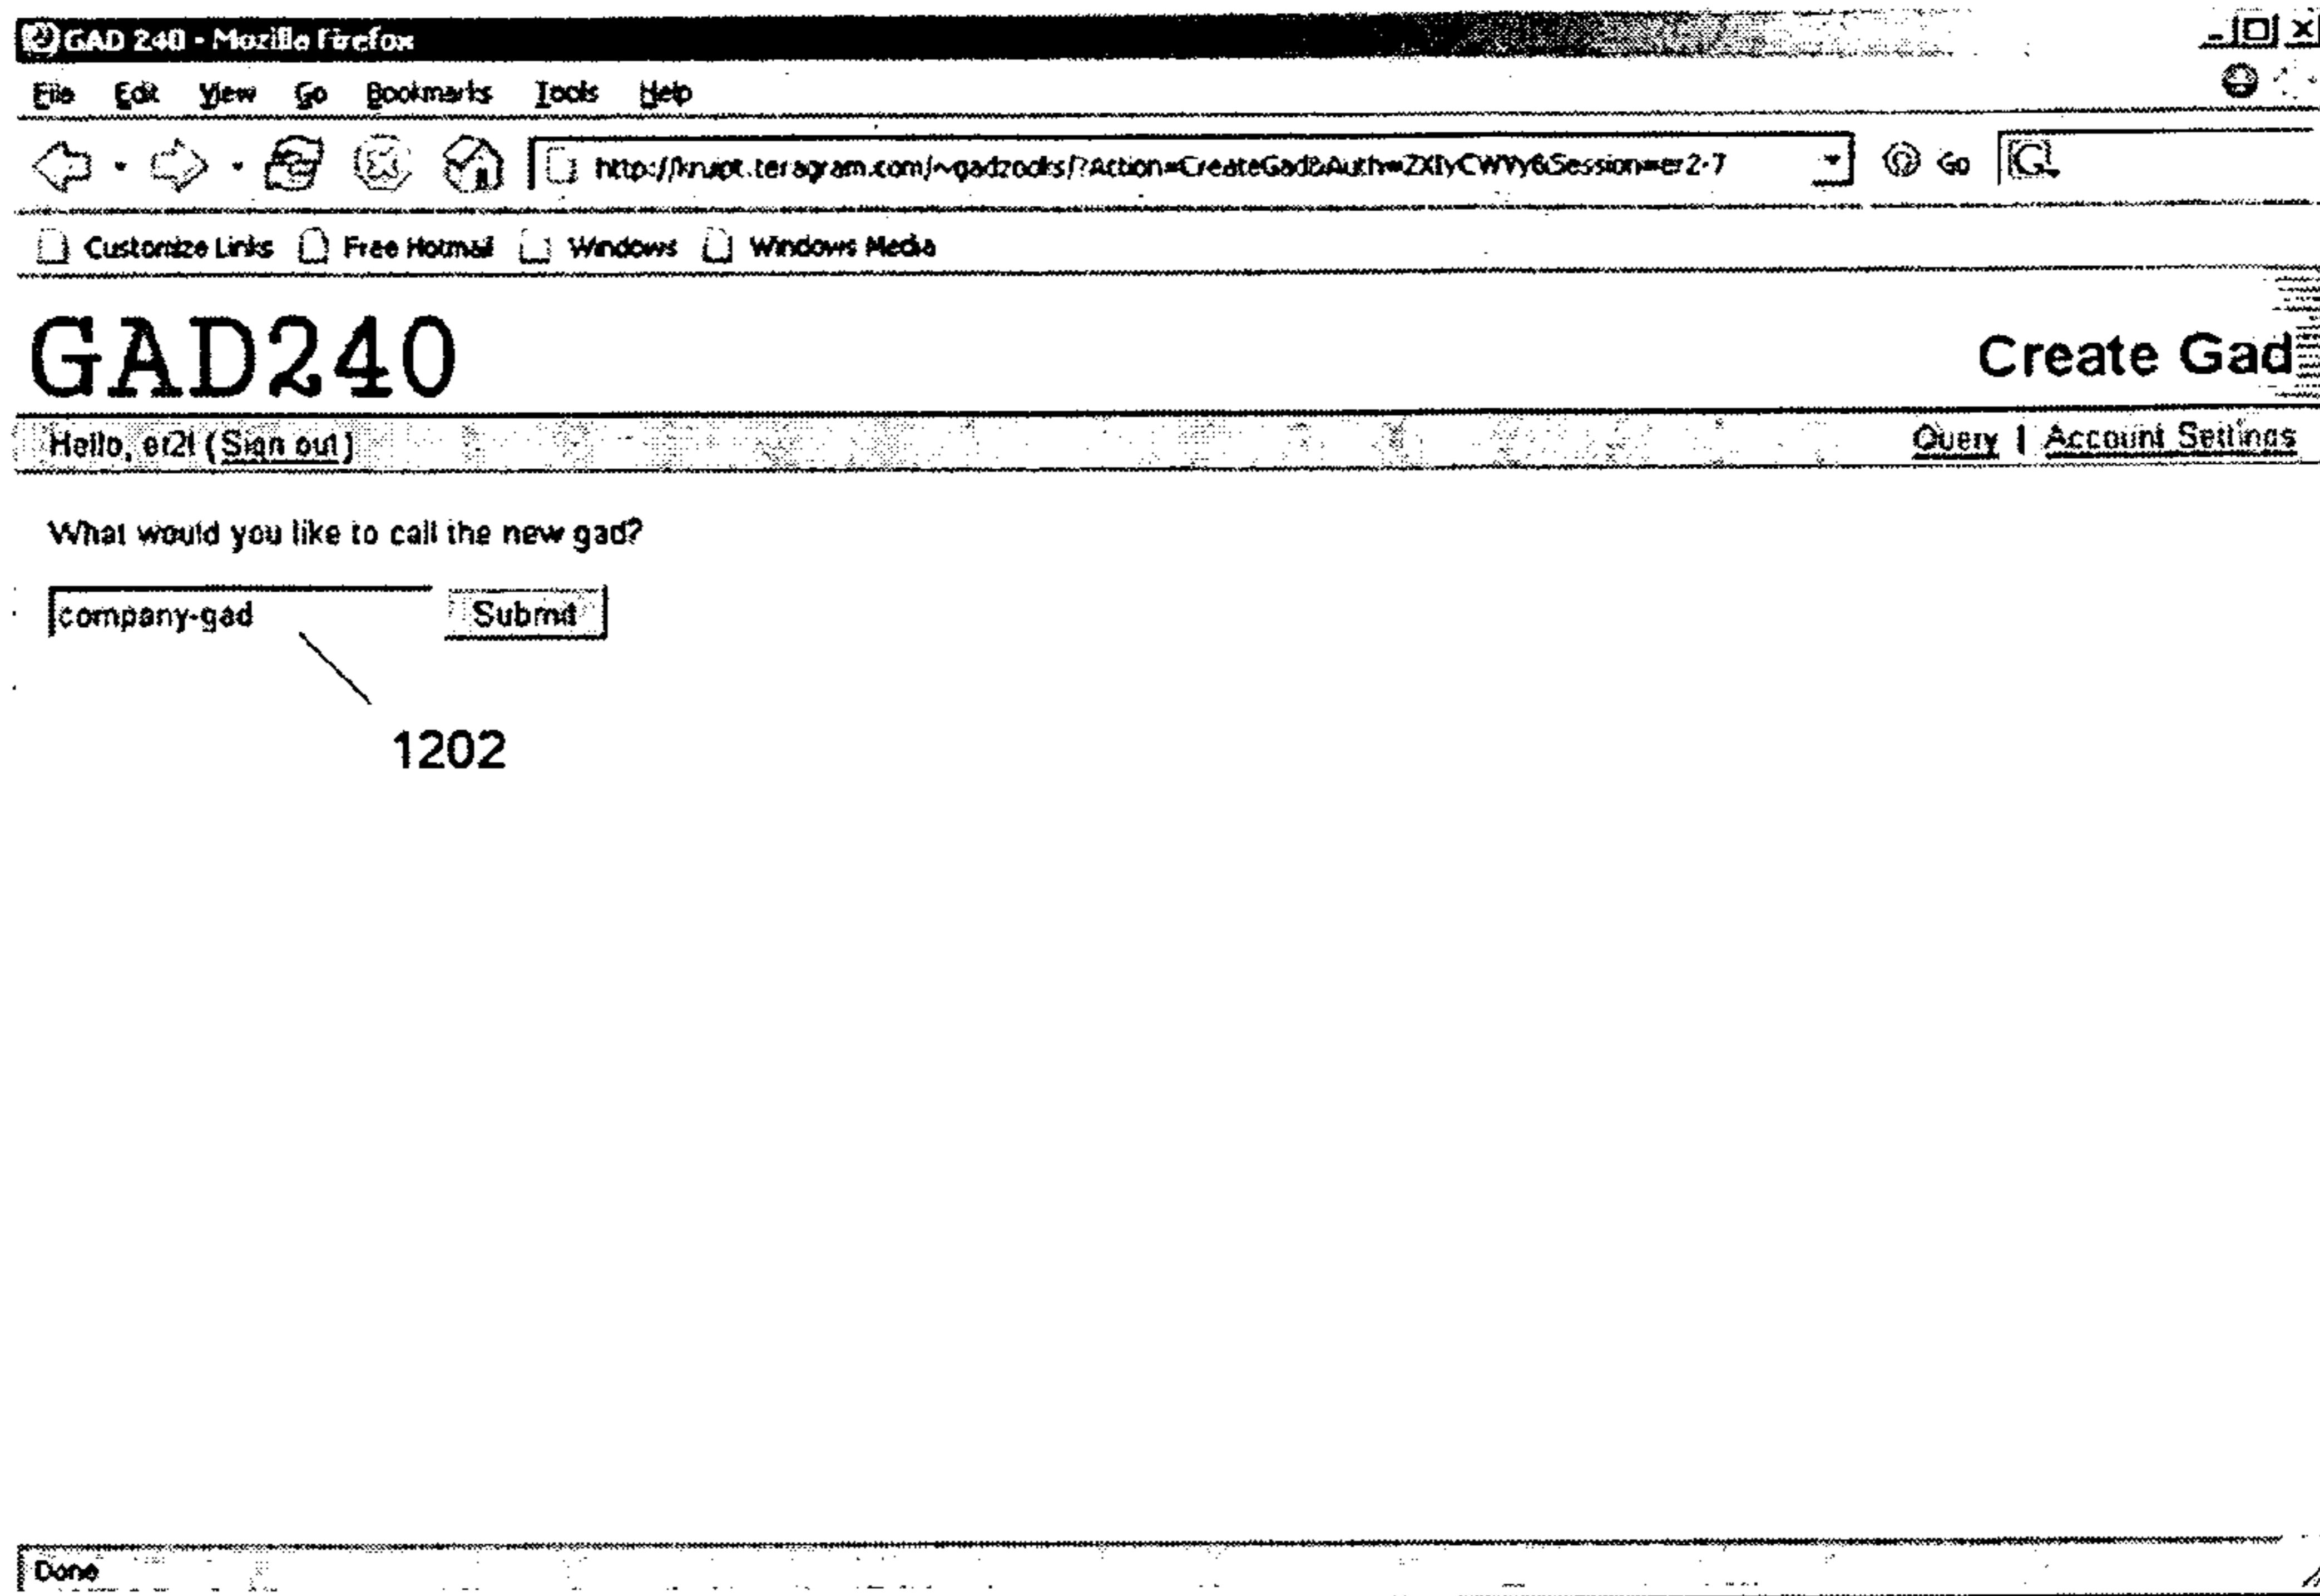 GAD 240 - Mozilla Firefox
File Edit View Go Bookmarks Tools Help
Go G
Customize Links Free Hotmail Windows Windows Media
GAD240 Create Gad
Hello, (Sign out) Query | Account Settings
What would you like to call the new gad?
company-gad Submit
1202
Done